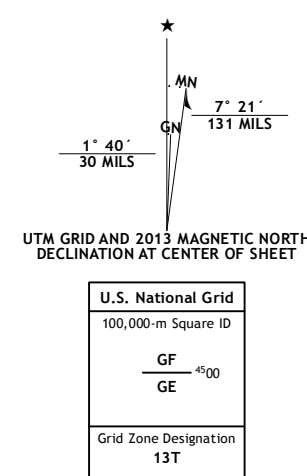 ★
MN
7° 21´
GN
131 MILS
1° 40´
30 MILS
UTM GRID AND 2013 MAGNETIC NORTH
DECLINATION AT CENTER OF SHEET
U.S. National Grid
100,000-m Square ID
GF
4500
GE
Grid Zone Designation
13T